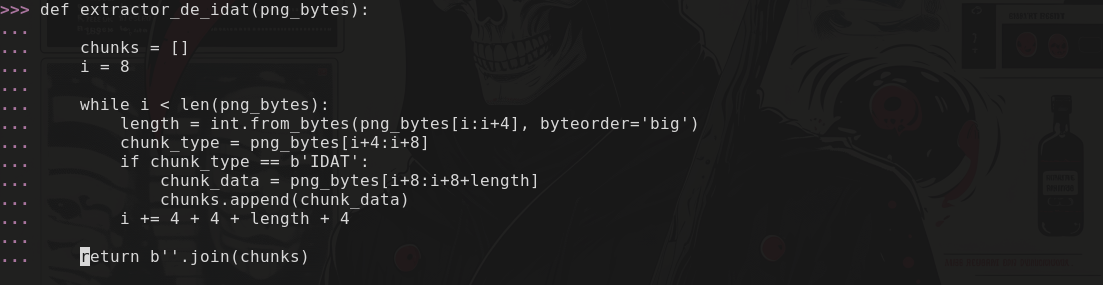 >>> def extractor_de_idat(png_bytes):
...
...     chunks = []
...     i = 8
...
...     while i < len(png_bytes):
...         length = int.from_bytes(png_bytes[i:i+4], byteorder='big')
...         chunk_type = png_bytes[i+4:i+8]
...         if chunk_type == b'IDAT':
...             chunk_data = png_bytes[i+8:i+8+length]
...             chunks.append(chunk_data)
...         i += 4 + 4 + length + 4
...
...     return b''.join(chunks)